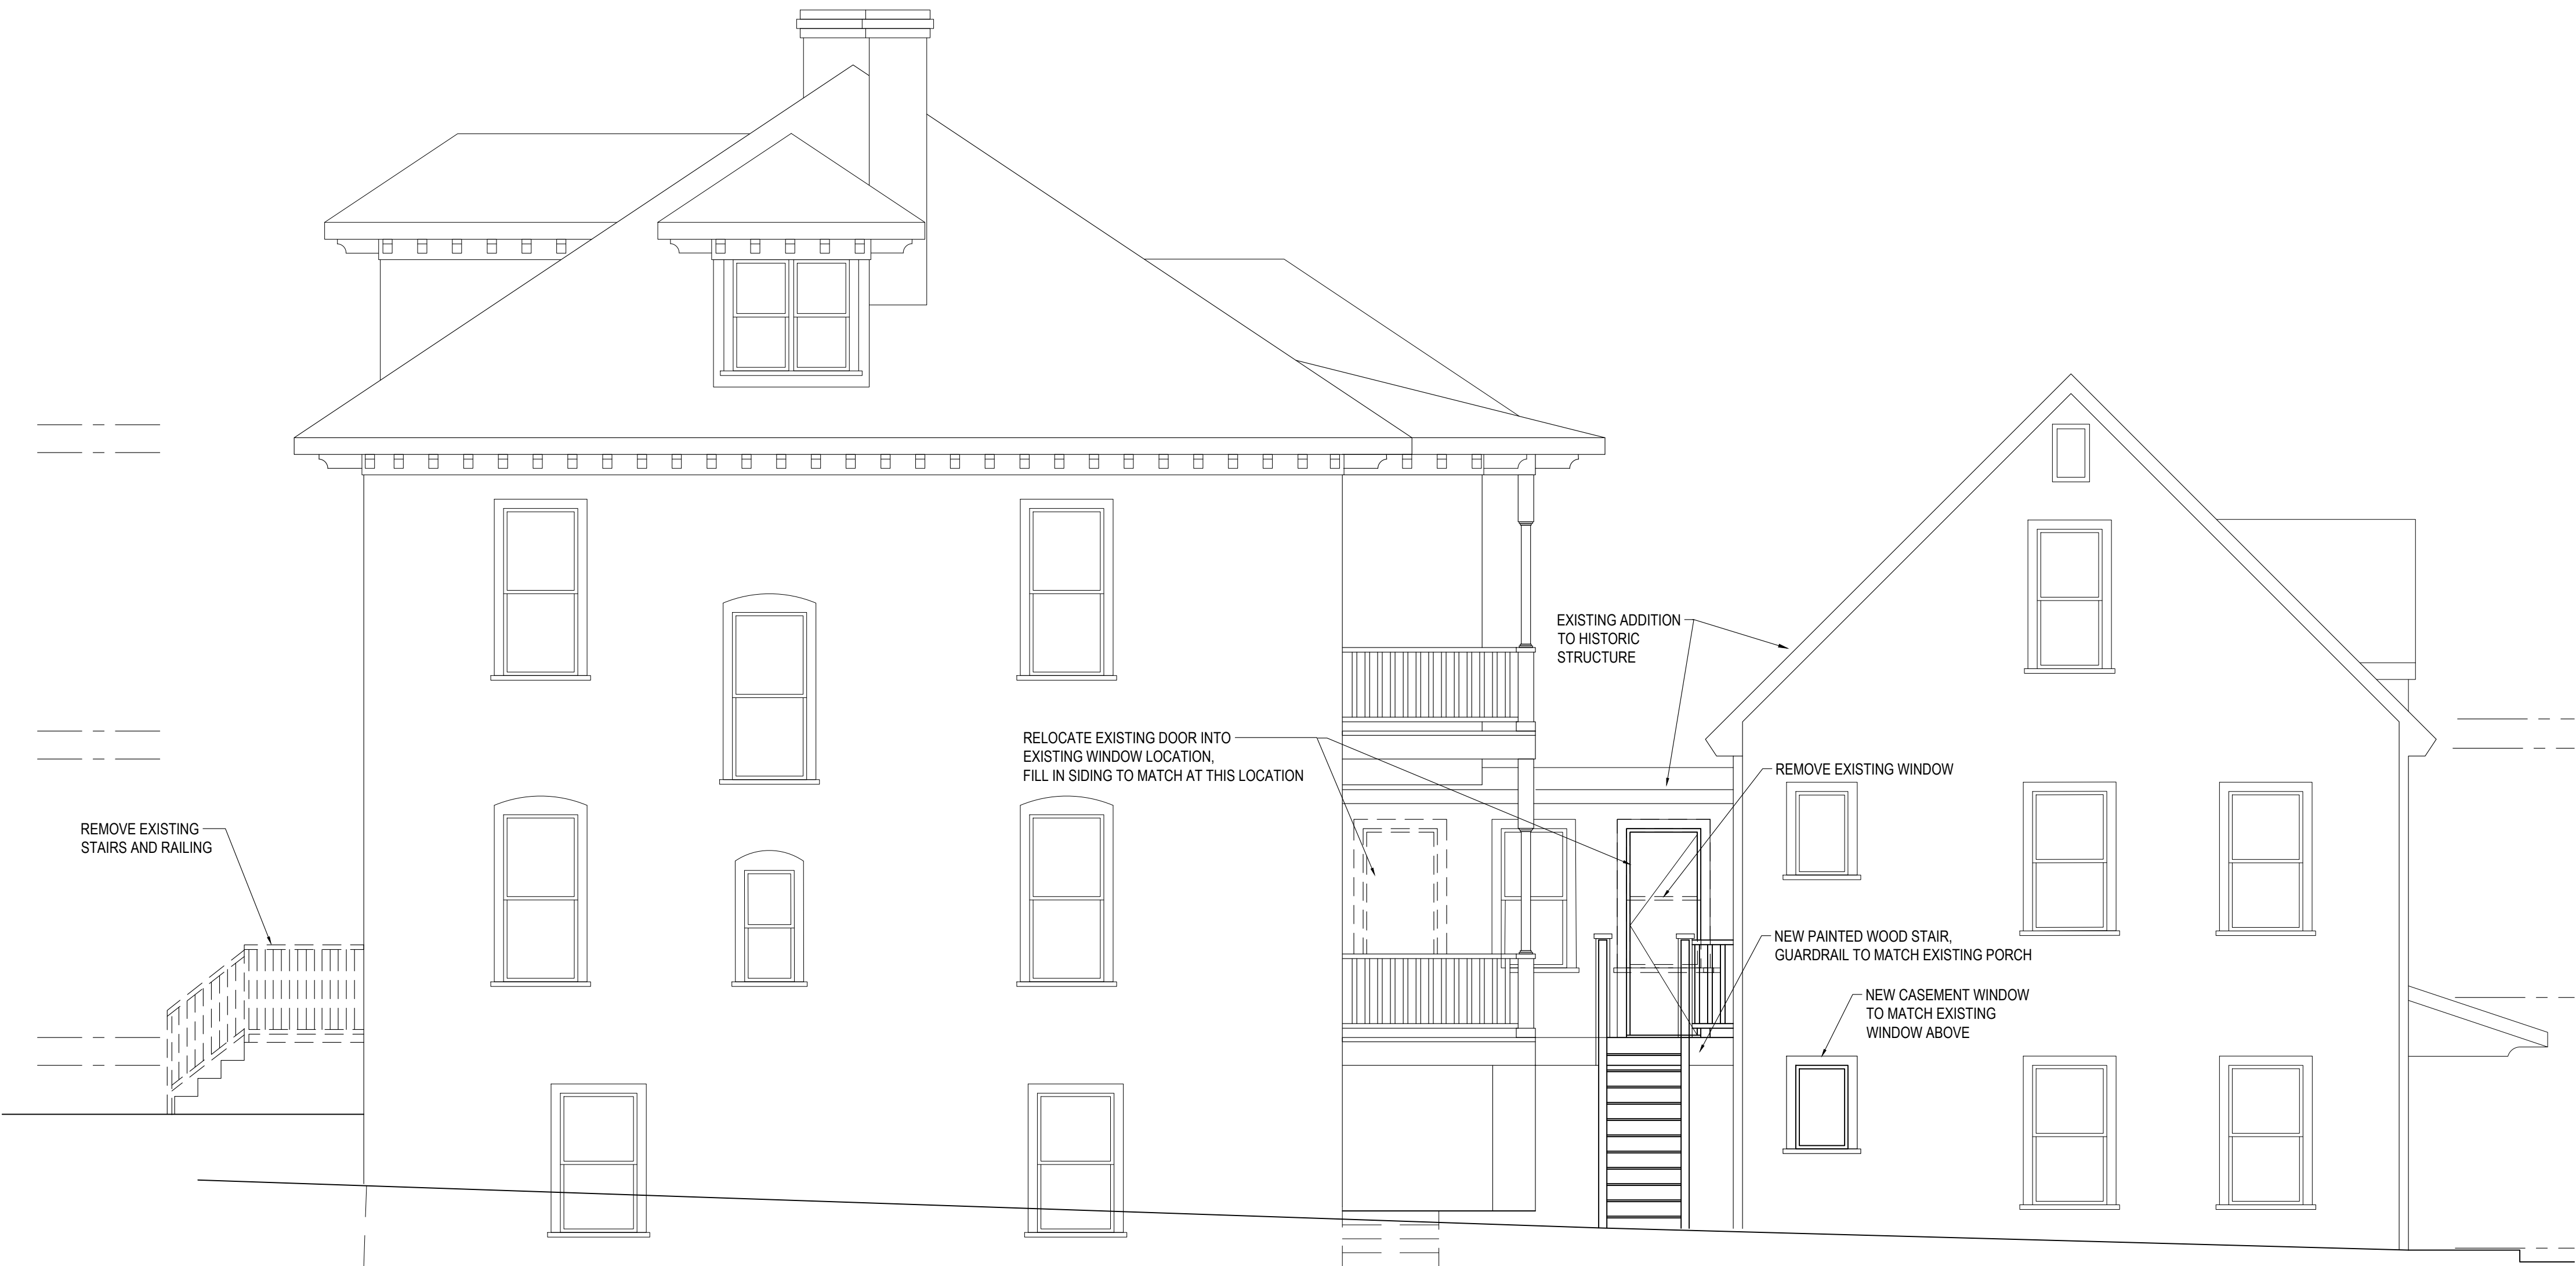 EXISTING ADDITION
TO HISTORIC
STRUCTURE
RELOCATE EXISTING DOOR INTO
EXISTING WINDOW LOCATION,
FILL IN SIDING TO MATCH AT THIS LOCATION
REMOVE EXISTING WINDOW
REMOVE EXISTING
STAIRS AND RAILING
NEW PAINTED WOOD STAIR,
GUARDRAIL TO MATCH EXISTING PORCH
NEW CASEMENT WINDOW
TO MATCH EXISTING
WINDOW ABOVE